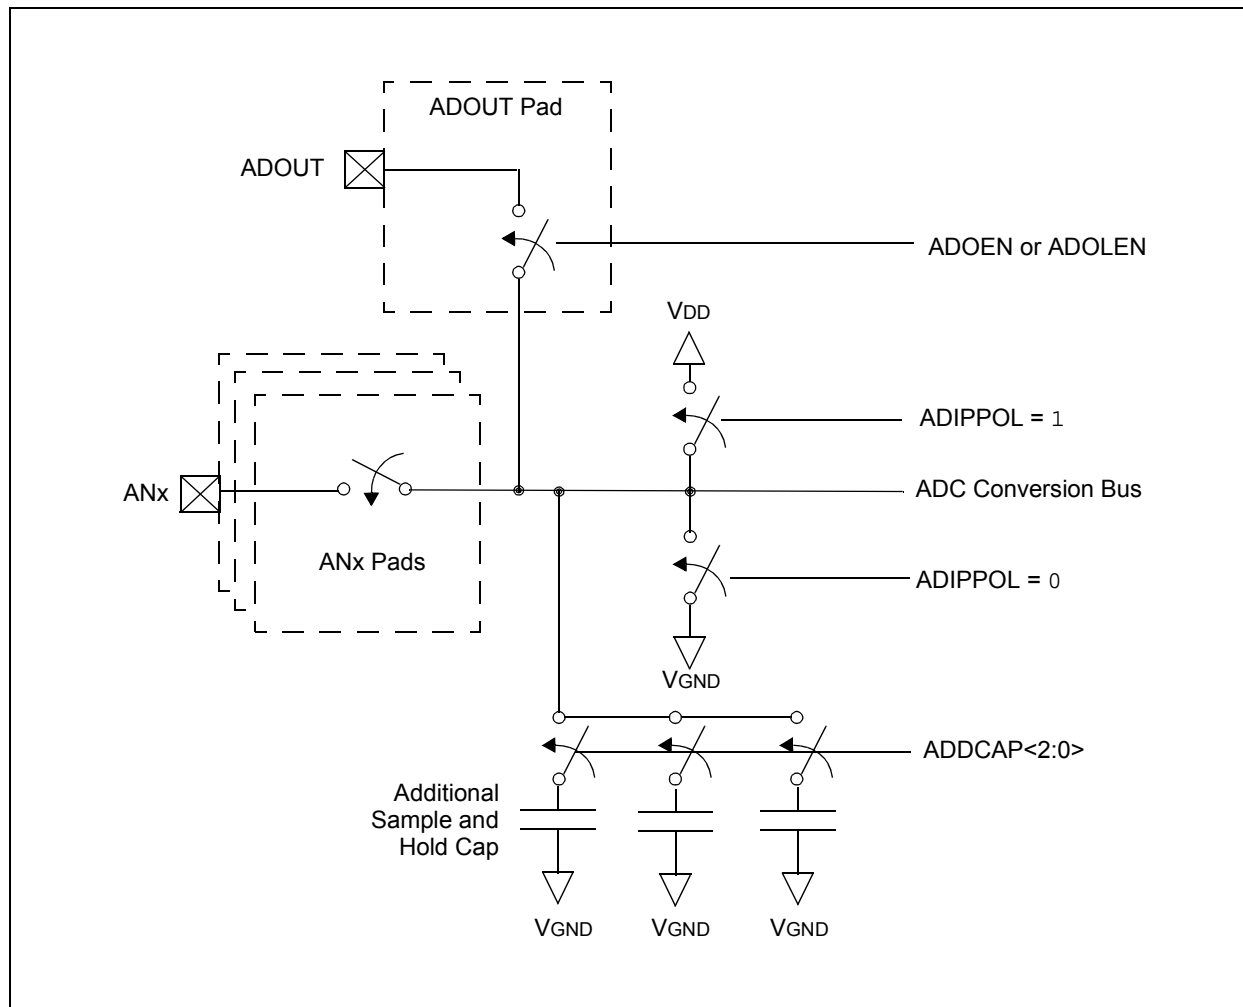 ADOUT Pad
ADOUT
ADOEN or ADOLEN
VDD
ADIPPOL = 1
ANx
ADC Conversion Bus
ANx Pads
ADIPPOL = 0
VGND
ADDCAP<2:0>
Additional
Sample and
Hold Cap
VGND
VGND
VGND